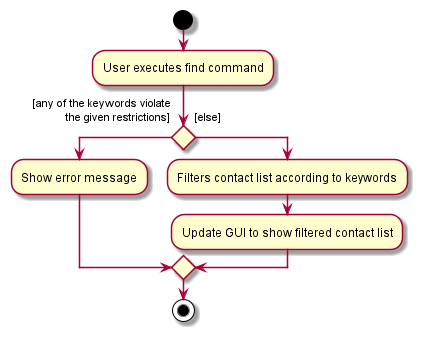 User executes find command
[any of the keywords violate
the given restrictions]
[else]
Show error message
Filters contact list according to keywords
Update GUI to show filtered contact list